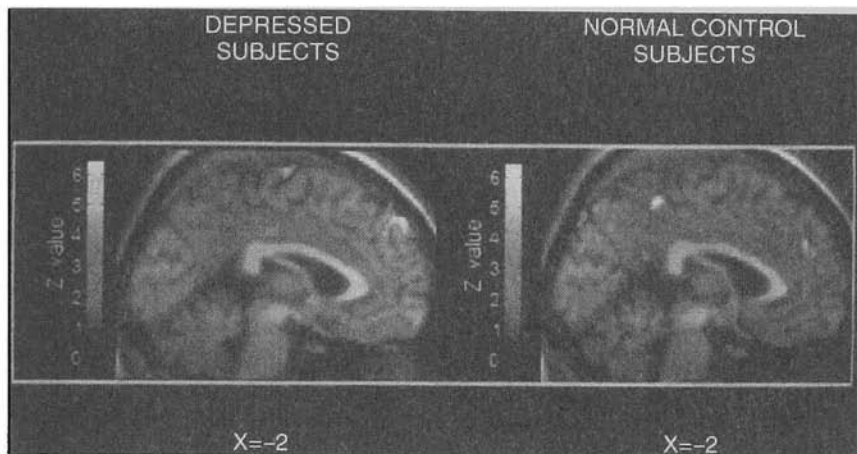 DEPRESSED
SUBJECTS
NORMAL CONTROL
SUBJECTS
6
5
4
3
2
1
0
Z value
6
5
4
3
2
1
0
Z value
X=-2
X=-2